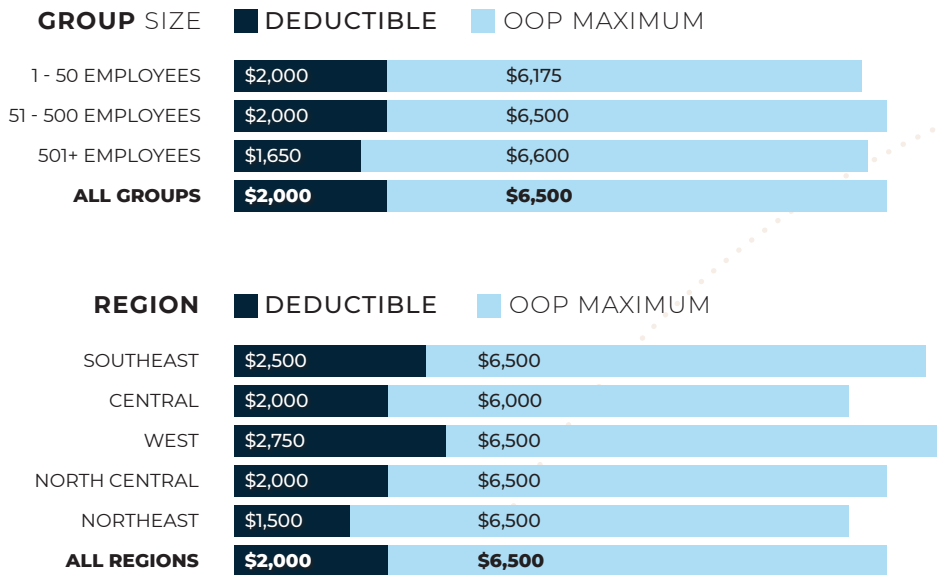 GROUP SIZE DEDUCTIBLE OOP MAXIMUM
1 - 50 EMPLOYEES $2,000 $6,175
51 - 500 EMPLOYEES $2,000 $6,500
501+ EMPLOYEES $1,650 $6,600
ALL GROUPS $2,000 $6,500
REGION DEDUCTIBLE OOP MAXIMUM
SOUTHEAST $2,500 $6,500
CENTRAL $2,000 $6,000
WEST $2,750 $6,500
NORTH CENTRAL $2,000 $6,500
NORTHEAST $1,500 $6,500
ALL REGIONS $2,000 $6,500